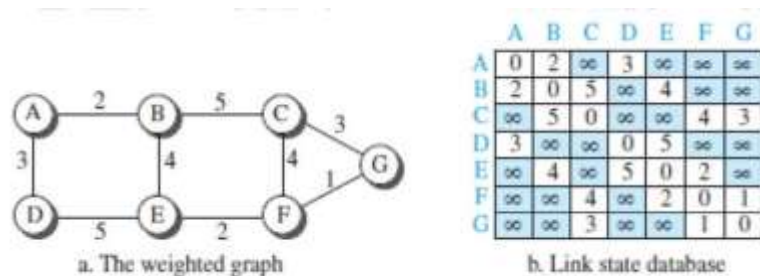 A B C D E F G
A 0 2 ∞ 3 ∞ ∞ ∞
B 2 0 5 ∞ 4 ∞ ∞
C ∞ 5 0 ∞ ∞ 4 3
D 3 ∞ ∞ 0 5 ∞ ∞
E ∞ 4 ∞ 5 0 2 ∞
F ∞ ∞ 4 ∞ 2 0 1
G ∞ ∞ 3 ∞ ∞ 1 0
2 5
A B C
3
3 4 4 G
1
D E F
5 2
a. The weighted graph
b. Link state database